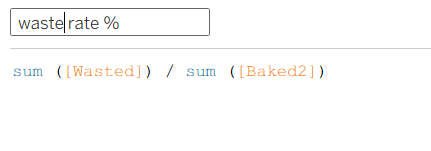 waste rate %
sum ([Wasted]) / sum ([Baked2])